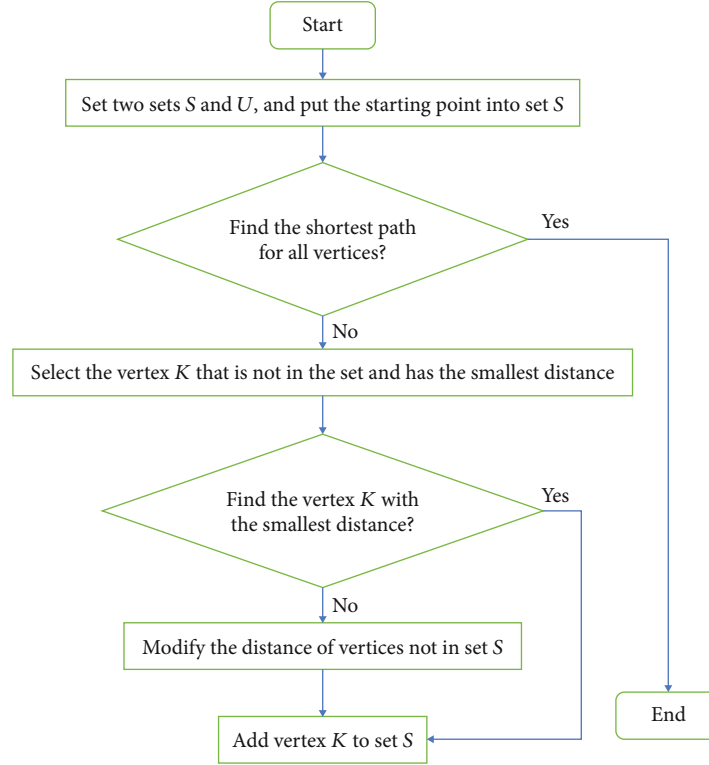 Start
Set two sets S and U, and put the starting point into set S
Find the shortest path
for all vertices?
Yes
No
Select the vertex K that is not in the set and has the smallest distance
Find the vertex K with
the smallest distance?
Yes
No
Modify the distance of vertices not in set S
Add vertex K to set S
End